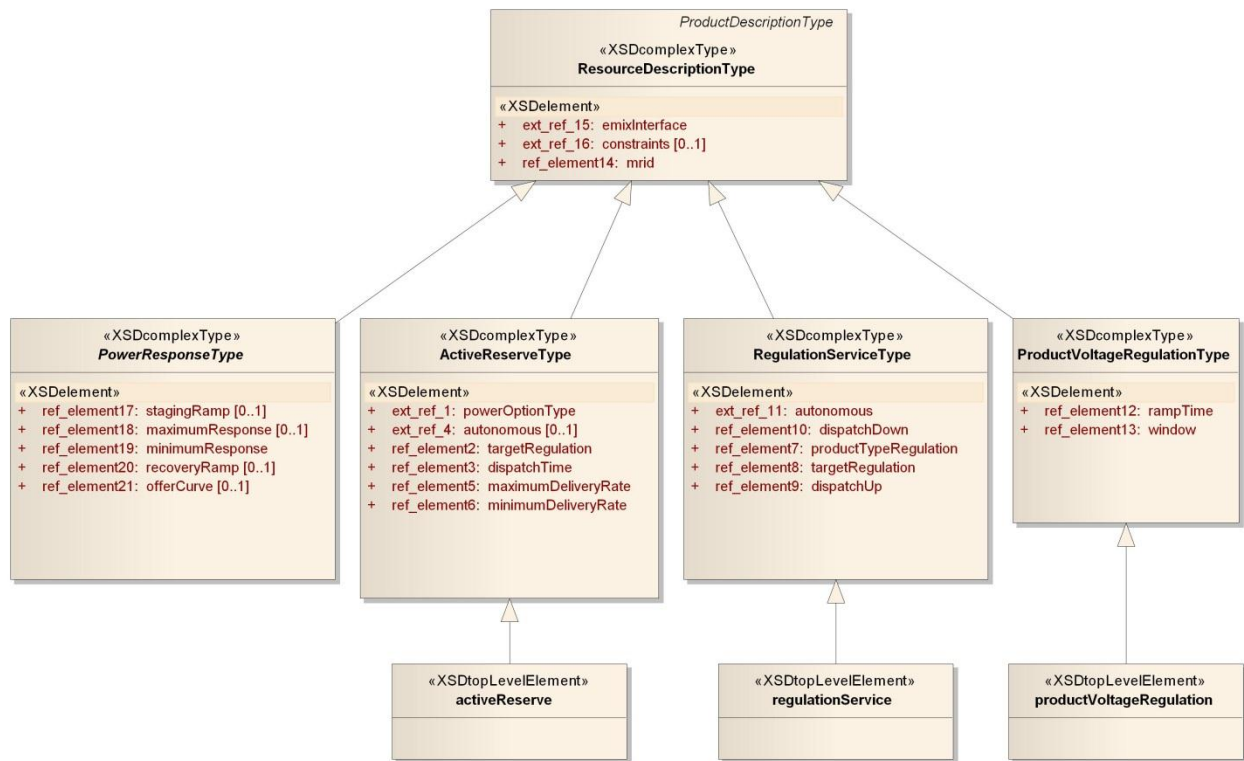 ProductDescriptionType
«XSDcomplexType»
ResourceDescriptionType
«XSDelement»
+ ext_ref_15: emixInterface
+ ext_ref_16: constraints [0..1]
+ ref_element14: mrid
«XSDcomplexType»
PowerResponseType
«XSDelement»
+ ref_element17: stagingRamp [0..1]
+ ref_element18: maximumResponse [0..1]
+ ref_element19: minimumResponse
+ ref_element20: recoveryRamp [0..1]
+ ref_element21: offerCurve [0..1]
«XSDcomplexType»
ActiveReserveType
«XSDelement»
+ ext_ref_1: powerOptionType
+ ext_ref_4: autonomous [0..1]
+ ref_element2: targetRegulation
+ ref_element3: dispatchTime
+ ref_element5: maximumDeliveryRate
+ ref_element6: minimumDeliveryRate
«XSDcomplexType»
RegulationServiceType
«XSDelement»
+ ext_ref_11: autonomous
+ ref_element10: dispatchDown
+ ref_element7: productTypeRegulation
+ ref_element8: targetRegulation
+ ref_element9: dispatchUp
«XSDcomplexType»
ProductVoltageRegulationType
«XSDelement»
+ ref_element12: rampTime
+ ref_element13: window
«XSDtopLevelElement»
activeReserve
«XSDtopLevelElement»
regulationService
«XSDtopLevelElement»
productVoltageRegulation